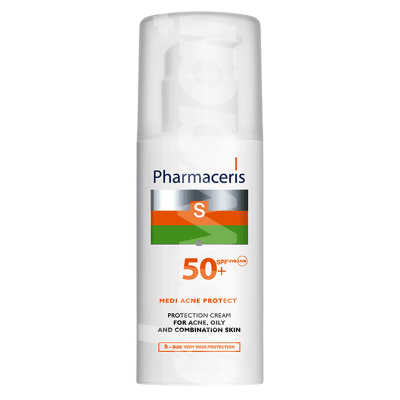 Pharmaceris
S
50+ SPF UVB UVA
MEDI ACNE PROTECT
PROTECTION CREAM
FOR ACNE, OILY
AND COMBINATION SKIN
S - SUN VERY HIGH PROTECTION